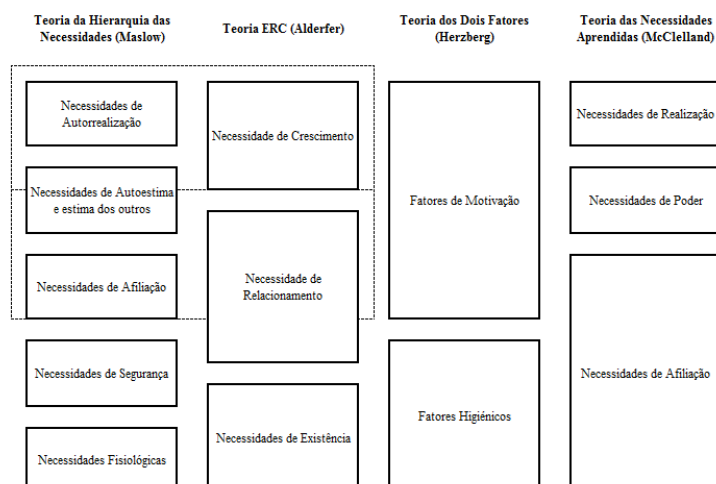 Teoria da Hierarquia das
Necessidades (Maslow)
Teoria ERC (Alderfer)
Teoria dos Dois Fatores
(Herzberg)
Teoria das Necessidades
Aprendidas (McClelland)
Necessidades de
Autorrealização
Necessidades de Autoestima
e estima dos outros
Necessidades de Afiliação
Necessidades de Segurança
Necessidades Fisiológicas
Necessidade de Crescimento
Necessidade de
Relacionamento
Necessidades de Existência
Fatores de Motivação
Fatores Higiénicos
Necessidades de Realização
Necessidades de Poder
Necessidades de Afiliação